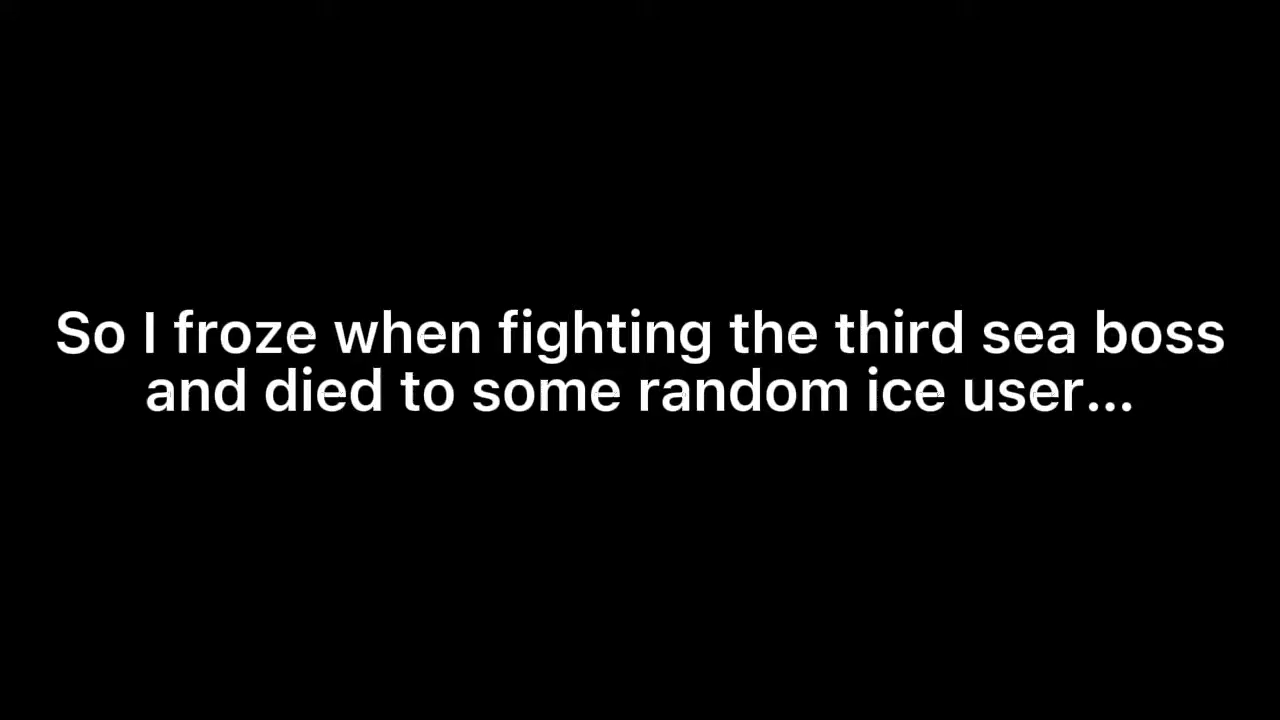 So I froze when fighting the third sea boss
and died to some random ice user...